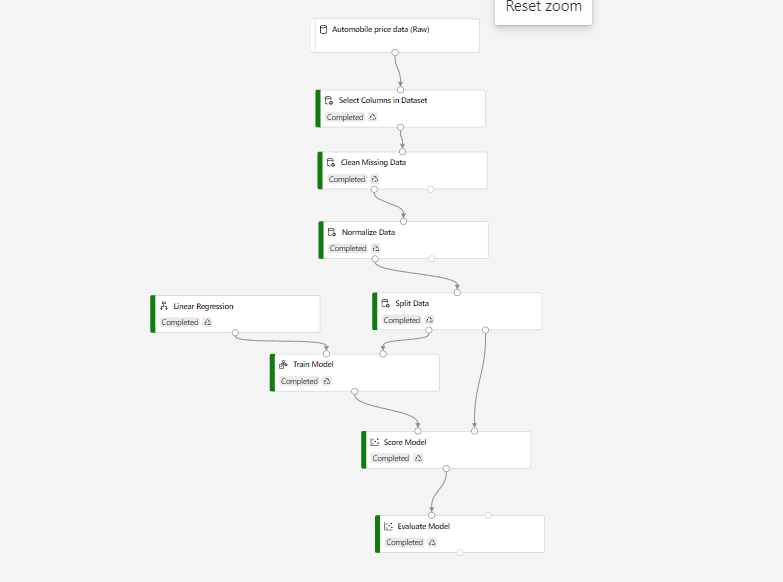 Reset zoom
Automobile price data (Raw)
Select Columns in Dataset
Completed
Clean Missing Data
Completed
Normalize Data
Completed
Linear Regression
Completed
Split Data
Completed
Train Model
Completed
Score Model
Completed
Evaluate Model
Completed